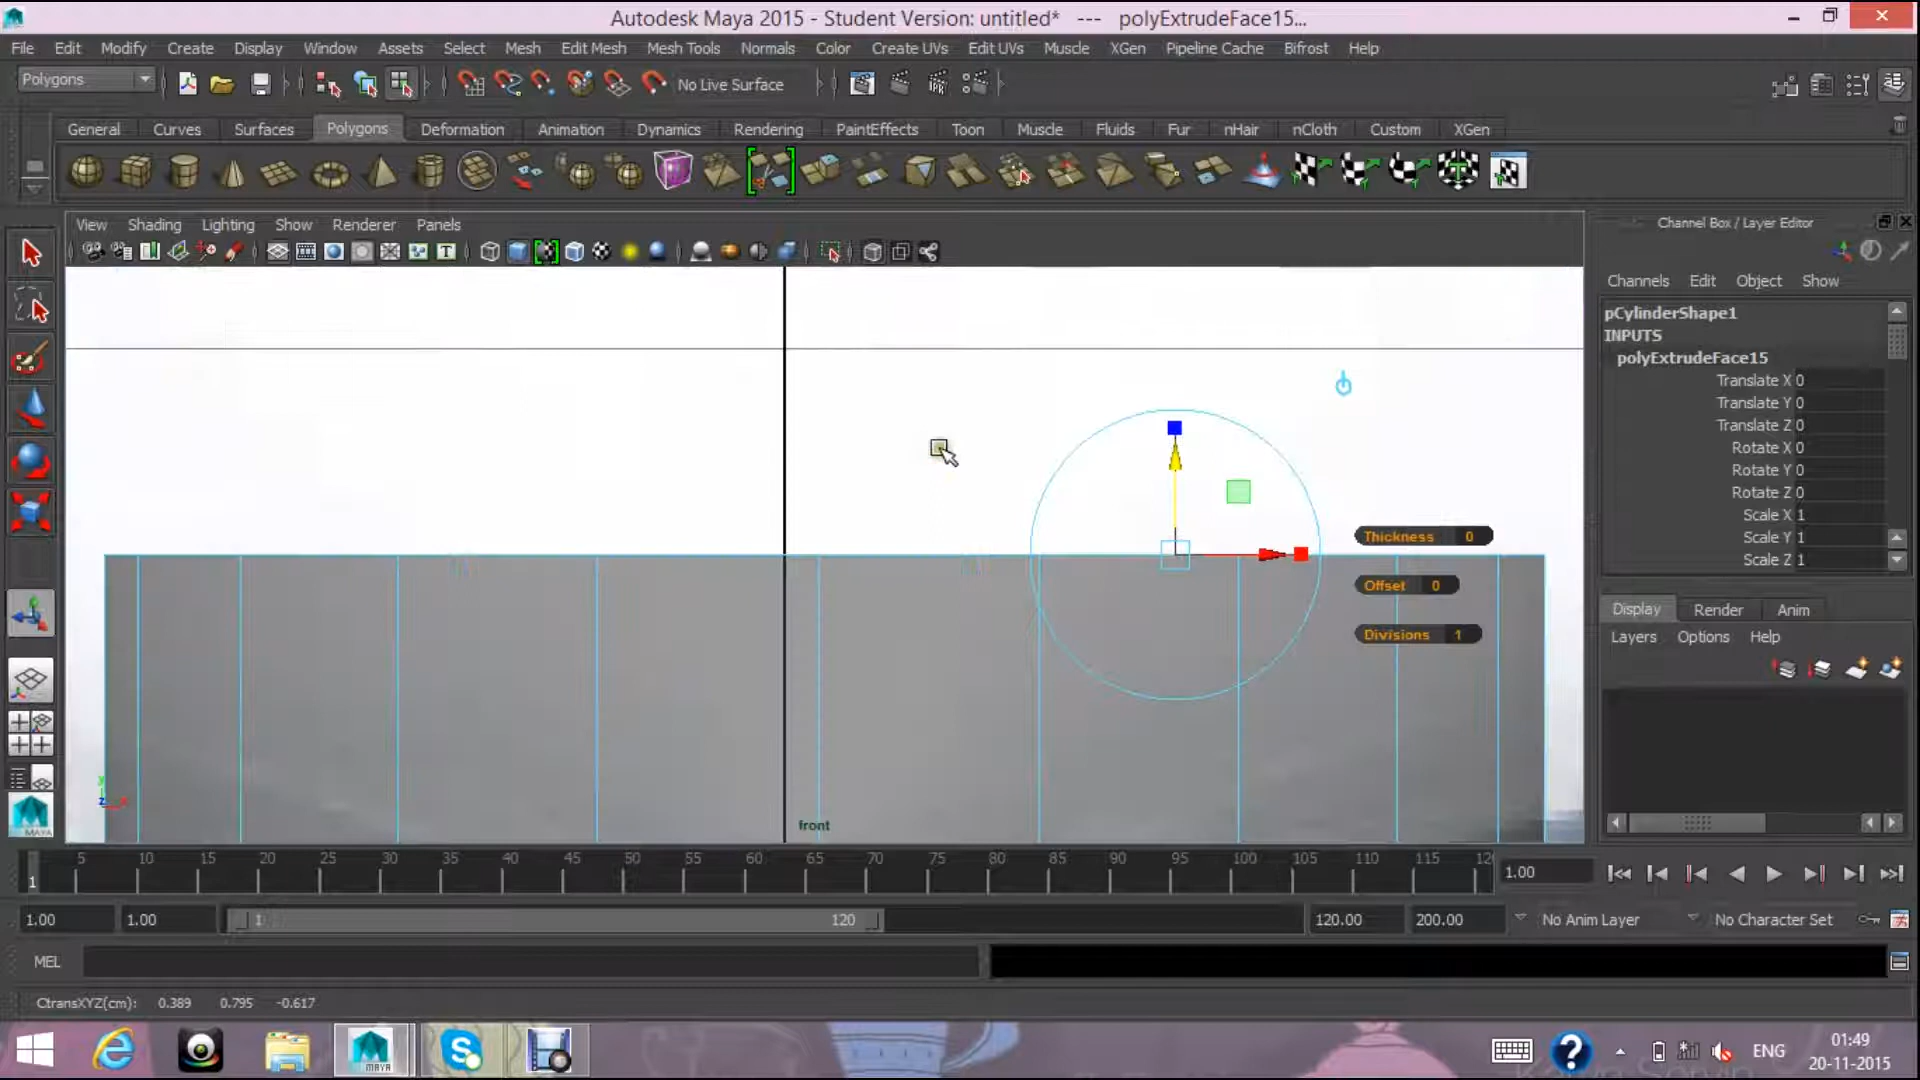 Autodesk Maya 2015 - Student Version: untitled* --- polyExtrudeFace15...
File Edit Modify Create Display Window Assets Select Mesh Edit Mesh Mesh Tools Normals Color Create UVs Edit UVs Muscle XGen Pipeline Cache Bifrost Help
Polygons No Live Surface
General Curves Surfaces Polygons Deformation Animation Dynamics Rendering PaintEffects Toon Muscle Fluids Fur nHair nCloth Custom XGen
View Shading Lighting Show Renderer Panels
Channel Box / Layer Editor
Channels Edit Object Show
pCylinderShape1
INPUTS
polyExtrudeFace15
Translate X 0
Translate Y 0
Translate Z 0
Rotate X 0
Rotate Y 0
Rotate Z 0
Scale X 1
Scale Y 1
Scale Z 1
Thickness 0
Offset 0
Divisions 1
Display Render Anim
Layers Options Help
y
z x
front
5 10 15 20 25 30 35 40 45 50 55 60 65 70 75 80 85 90 95 100 105 110 115 12
1
1.00
1.00 1.00 1 120 120.00 200.00 No Anim Layer No Character Set
MEL
CtransXYZ(cm): 0.389 0.795 -0.617
MAYA
ENG
01:49
20-11-2015